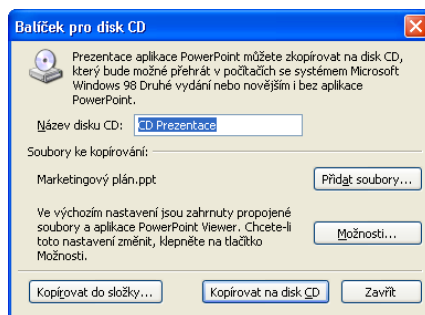 Balíček pro disk CD
Prezentace aplikace PowerPoint můžete zkopírovat na disk CD,
který bude možné přehrát v počítačích se systémem Microsoft
Windows 98 Druhé vydání nebo novějším i bez aplikace
PowerPoint.
Název disku CD: CD Prezentace
Soubory ke kopírování:
Marketingový plán.ppt Přidat soubory...
Ve výchozím nastavení jsou zahrnuty propojené
soubory a aplikace PowerPoint Viewer. Chcete-li
toto nastavení změnit, klepněte na tlačítko
Možnosti.
Možnosti...
Kopírovat do složky... Kopírovat na disk CD Zavřít